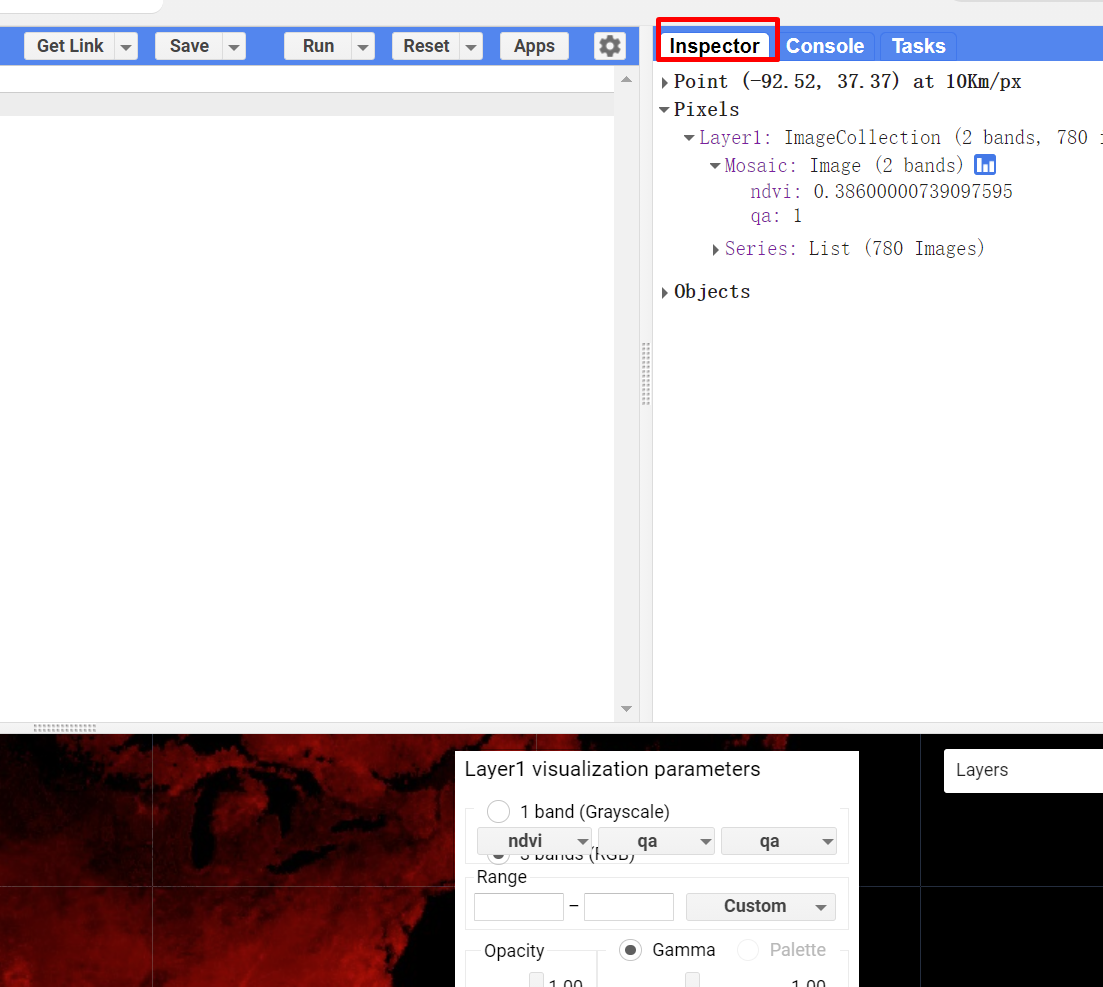 Get Link Save Run Reset Apps Inspector Console Tasks
Point (-92.52, 37.37) at 10Km/px
Pixels
Layer1: ImageCollection (2 bands, 780
Mosaic: Image (2 bands)
ndvi: 0.38600000739097595
qa: 1
Series: List (780 Images)
Objects
Layer1 visualization parameters
Layers
1 band (Grayscale)
ndvi qa qa
3 bands (RGB)
Range
– Custom
Opacity Gamma Palette
1.00 1.00